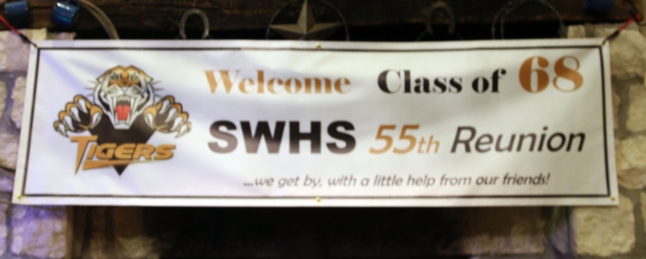 Welcome Class of 68
TIGERS
SWHS 55th Reunion
...we get by, with a little help from our friends!